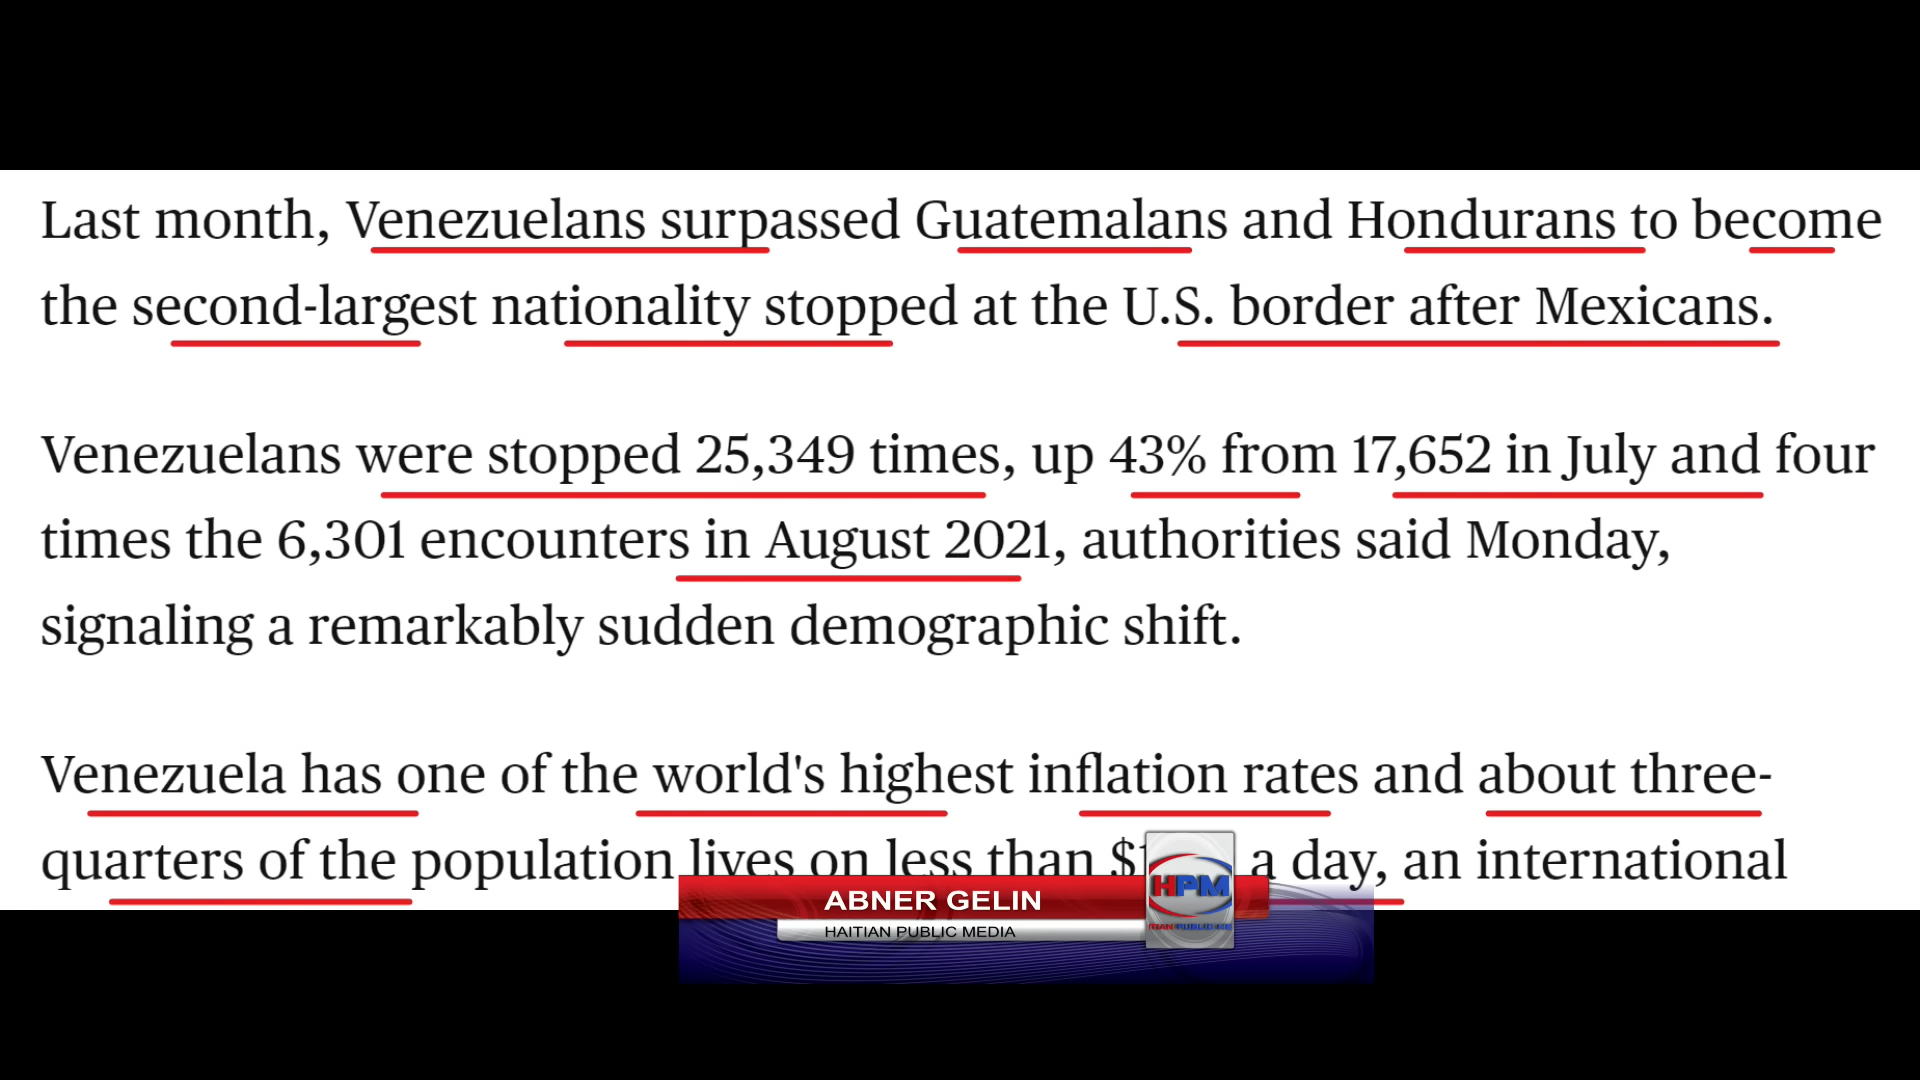 Last month, Venezuelans surpassed Guatemalans and Hondurans to become
the second-largest nationality stopped at the U.S. border after Mexicans.
Venezuelans were stopped 25,349 times, up 43% from 17,652 in July and four
times the 6,301 encounters in August 2021, authorities said Monday,
signaling a remarkably sudden demographic shift.
Venezuela has one of the world's highest inflation rates and about three-
quarters of the population lives on less than a day, an international
ABNER GELIN
HPM
HAITIAN PUBLIC MEDIA